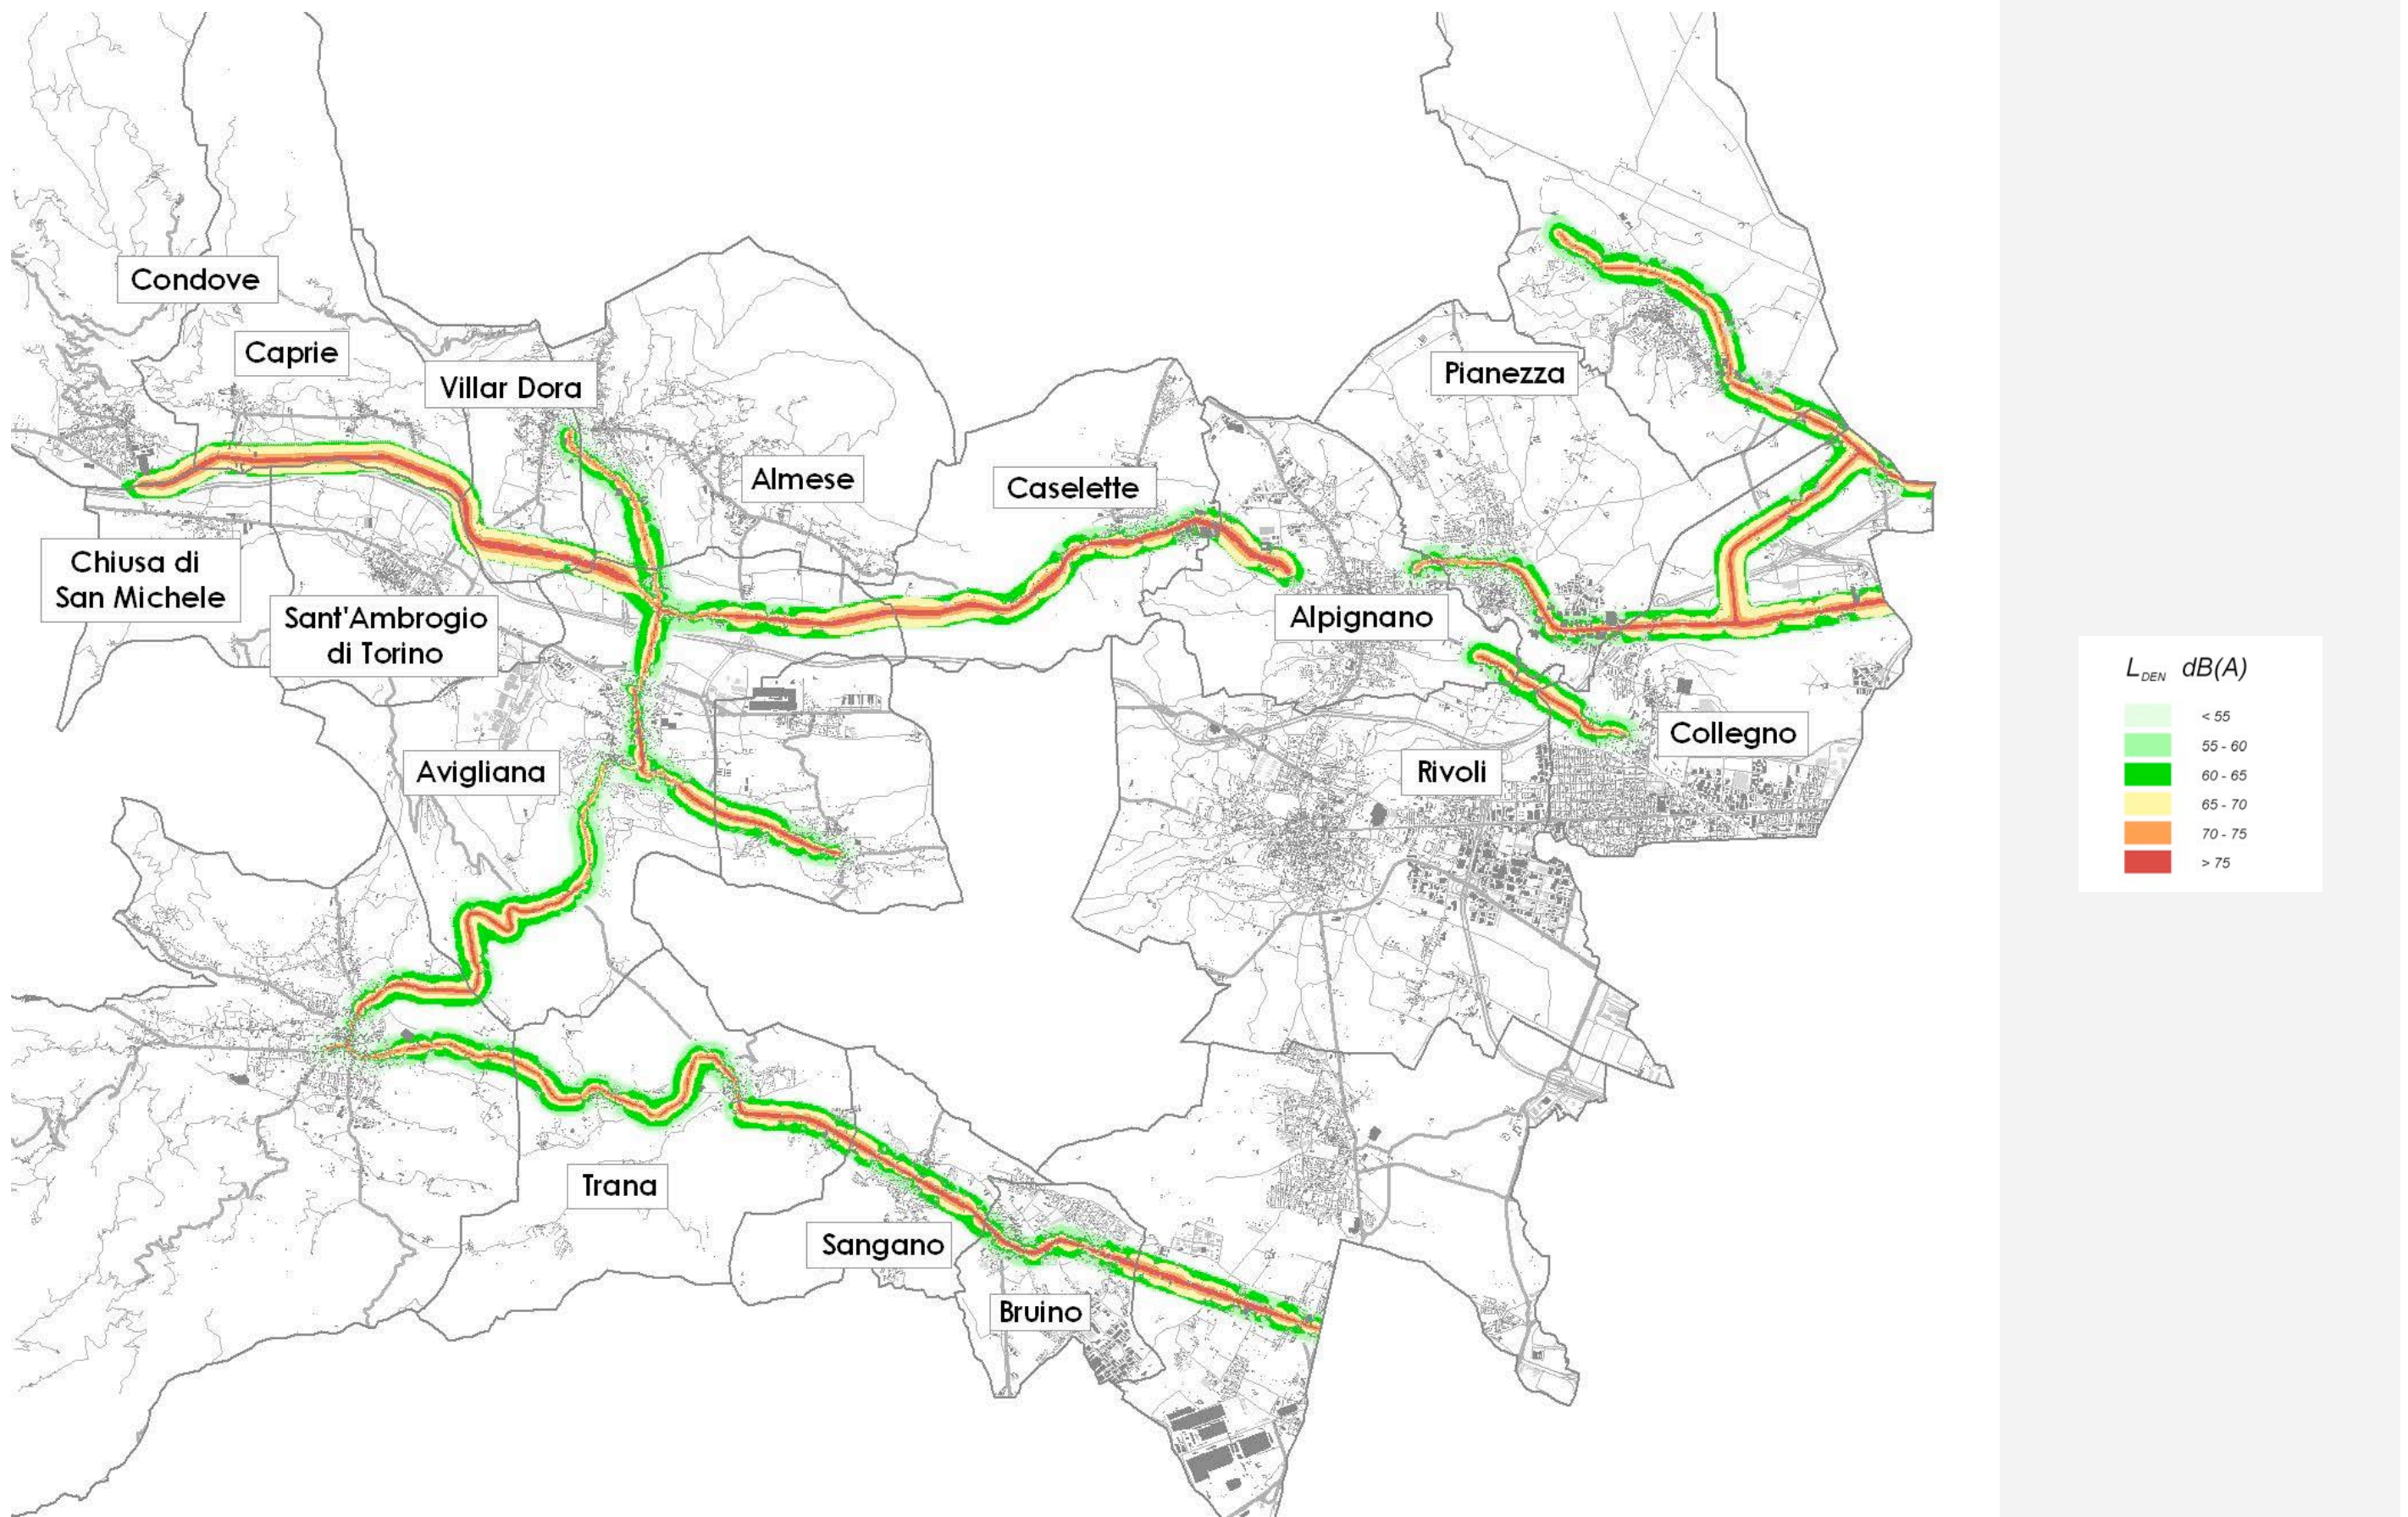 Condove
Caprie
Villar Dora
Pianezza
Almese
Caselette
Chiusa di
San Michele
Sant'Ambrogio
di Torino
Alpignano
Collegno
Avigliana
Rivoli
Trana
Sangano
Bruino
L DEN dB(A)
< 55
55 - 60
60 - 65
65 - 70
70 - 75
> 75